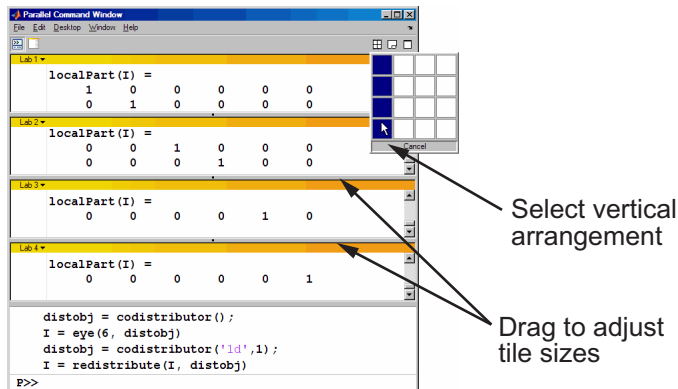 Parallel Command Window
File Edit Desktop Window Help
Lab 1
localPart(I) =
1 0 0 0 0 0
0 1 0 0 0 0
Lab 2
localPart(I) =
0 0 1 0 0 0
0 0 0 1 0 0
Cancel
Lab 3
localPart(I) =
0 0 0 0 1 0
Lab 4
localPart(I) =
0 0 0 0 0 1
Select vertical
arrangement
Drag to adjust
tile sizes
distobj = codistributor();
I = eye(6, distobj)
distobj = codistributor('1d',1);
I = redistribute(I, distobj)
P>>